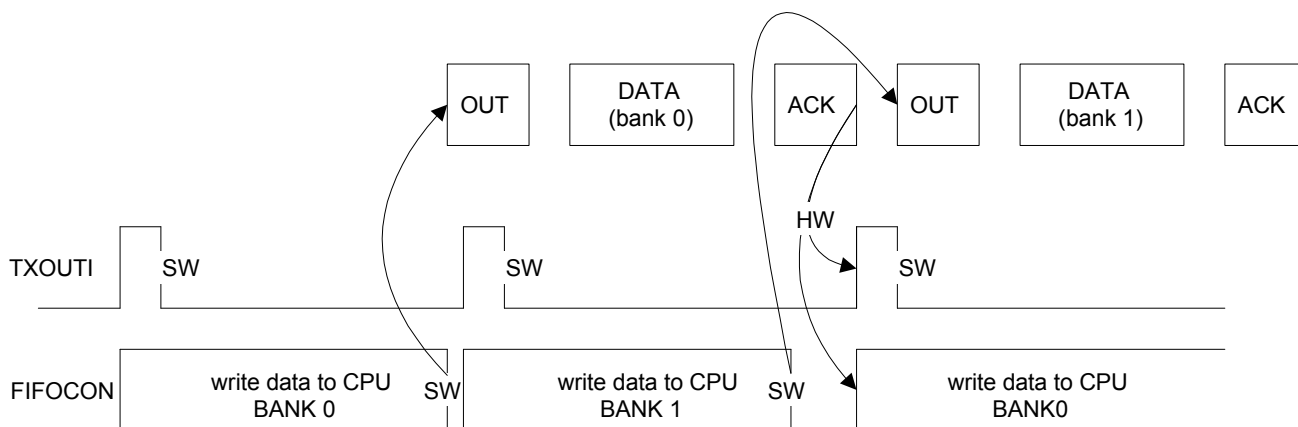 OUT
DATA
(bank 0)
ACK
OUT
DATA
(bank 1)
ACK
HW
TXOUTI
SW
SW
SW
FIFOCON
write data to CPU
BANK 0
SW
write data to CPU
BANK 1
SW
write data to CPU
BANK0